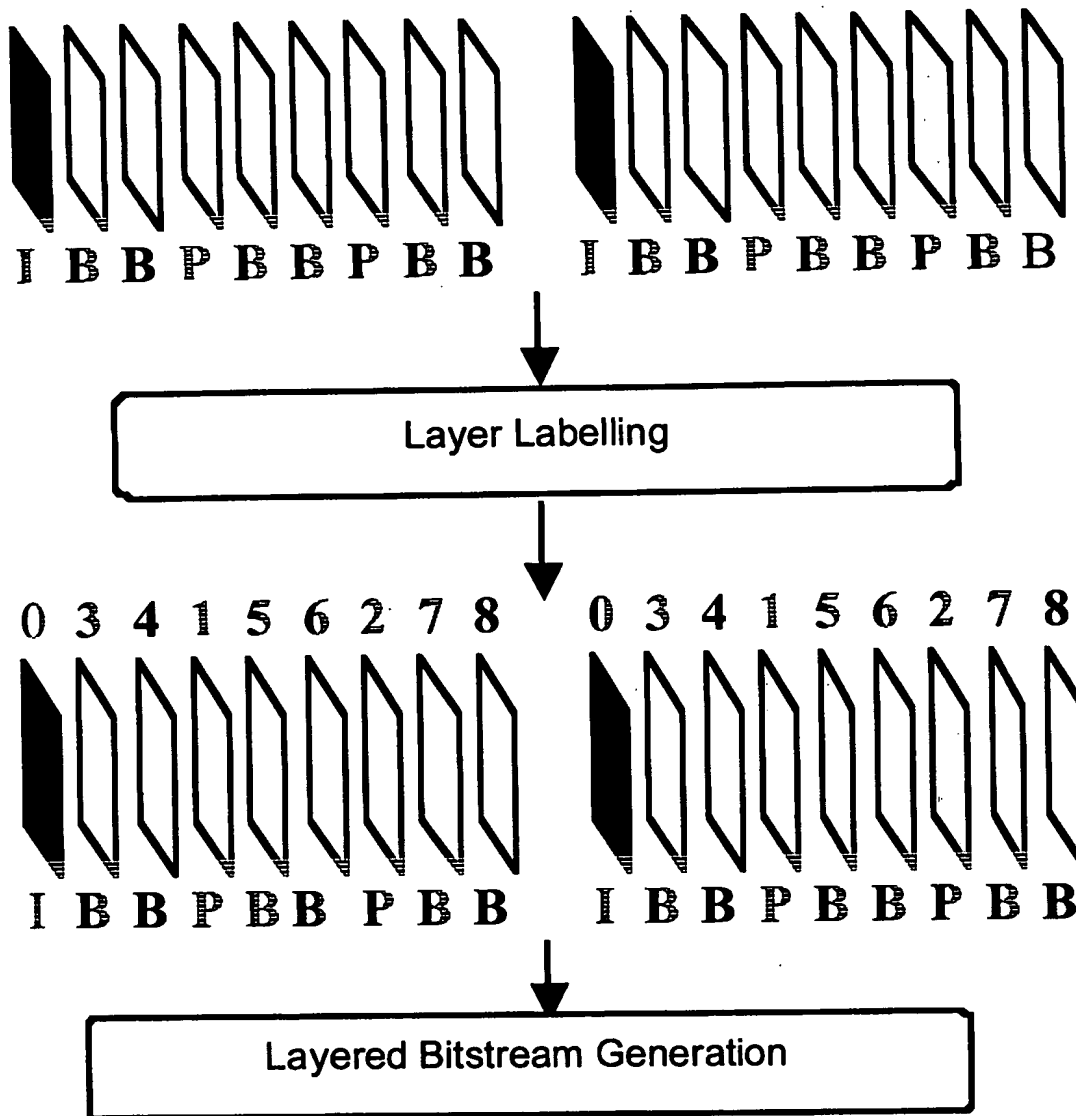 I B B P B B P B B I B B P B B P B B
Layer Labelling
0 3 4 1 5 6 2 7 8 0 3 4 1 5 6 2 7 8
I B B P B B P B B I B B P B B P B B
Layered Bitstream Generation